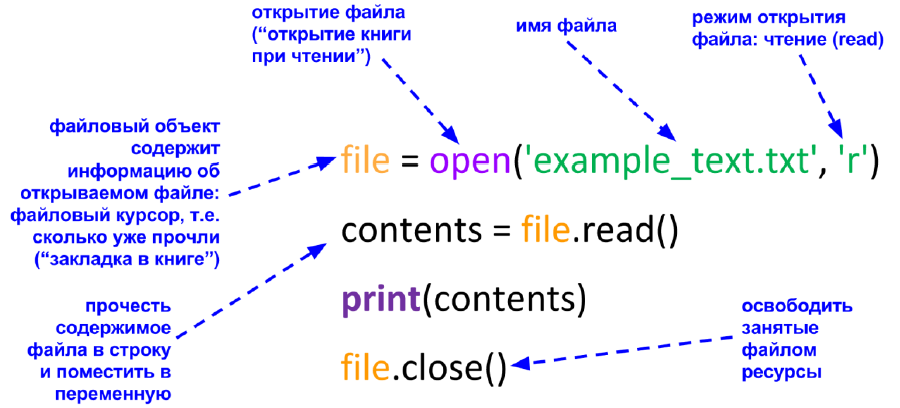 открытие файла
(“открытие книги
при чтении”)
имя файла
режим открытия
файла: чтение (read)
файловый объект
содержит
информацию об
открываемом файле:
файловый курсор, т.е.
сколько уже прочли
(“закладка в книге”)
file = open('example_text.txt', 'r')
contents = file.read()
print(contents)
file.close()
прочесть
содержимое
файла в строку
и поместить в
переменную
освободить
занятые
файлом
ресурсы